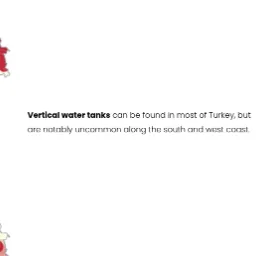 Vertical water tanks can be found in most of Turkey, but
are notably uncommon along the south and west coast.